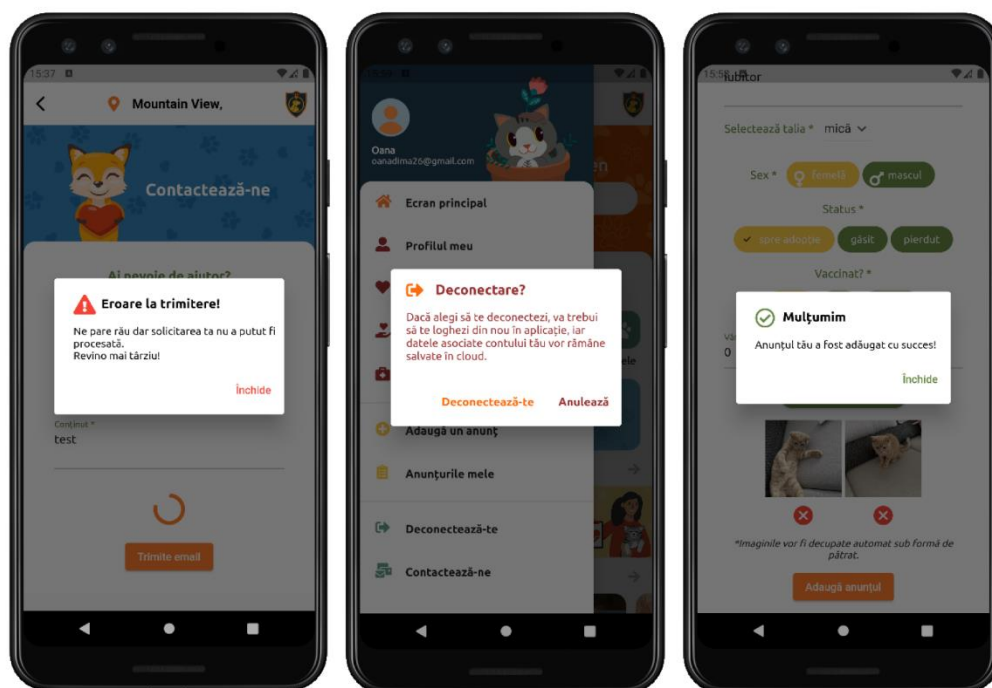 15:37
Mountain View,
Contactează-ne
Ai nevoie de ajutor?
Eroare la trimitere!
Ne pare rău dar solicitarea ta nu a putut fi
procesată.
Revino mai târziu!
Închide
Conținut *
test
Trimite email
Oana
oanadima26@gmail.com
Ecran principal
Profilul meu
Deconectare?
Dacă alegi să te deconectezi, va trebui
să te loghezi din nou în aplicație, iar
datele asociate contului tău vor rămâne
salvate în cloud.
Deconectează-te Anulează
Adaugă un anunț
Anunțurile mele
Deconectează-te
Contactează-ne
iubitor
Selectează talia * mică
Sex * femelă mascul
Status *
spre adopție găsit pierdut
Vaccinat? *
Mulțumim
Anunțul tău a fost adăugat cu succes!
Închide
0
*Imaginile vor fi decupate automat sub formă de
pătrat.
Adaugă anunțul